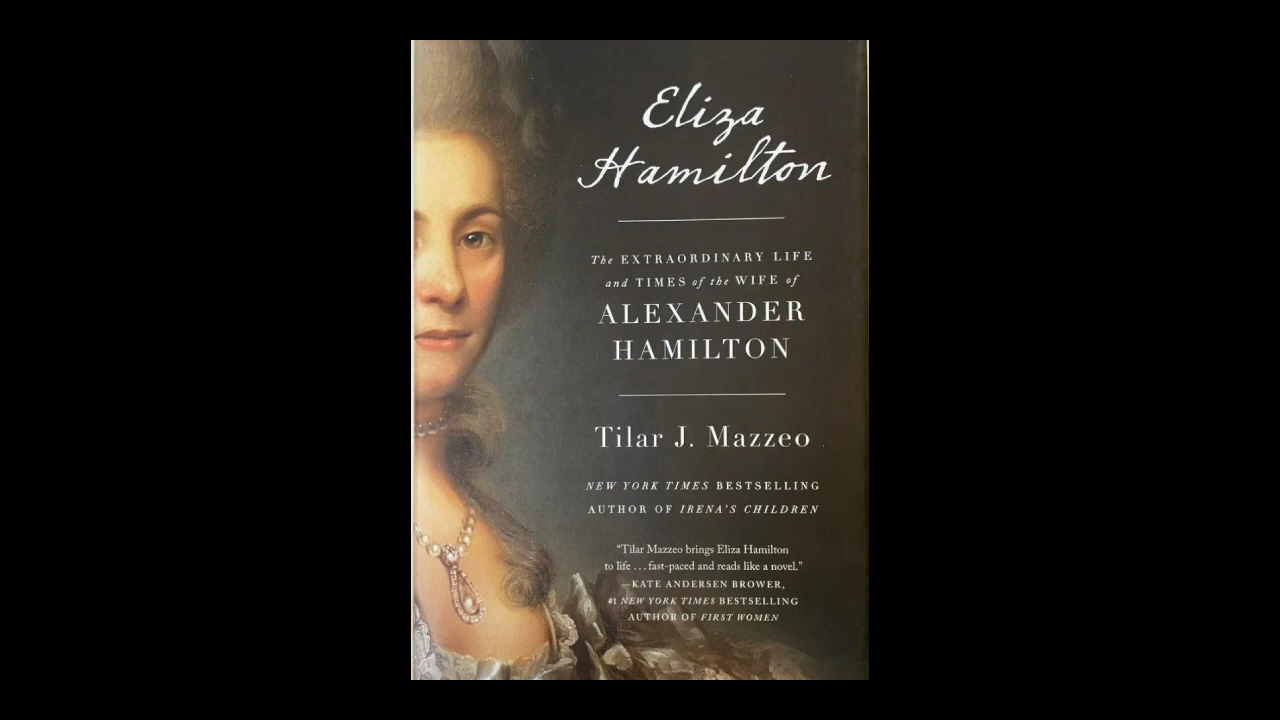 Eliza
Hamilton
The EXTRAORDINARY LIFE
and TIMES of the WIFE of
ALEXANDER
HAMILTON
Tilar J. Mazzeo
NEW YORK TIMES BESTSELLING
AUTHOR OF IRENA'S CHILDREN
“Tilar Mazzeo brings Eliza Hamilton
to life . . . fast-paced and reads like a novel.”
—KATE ANDERSEN BROWER,
#1 NEW YORK TIMES BESTSELLING
AUTHOR OF FIRST WOMEN